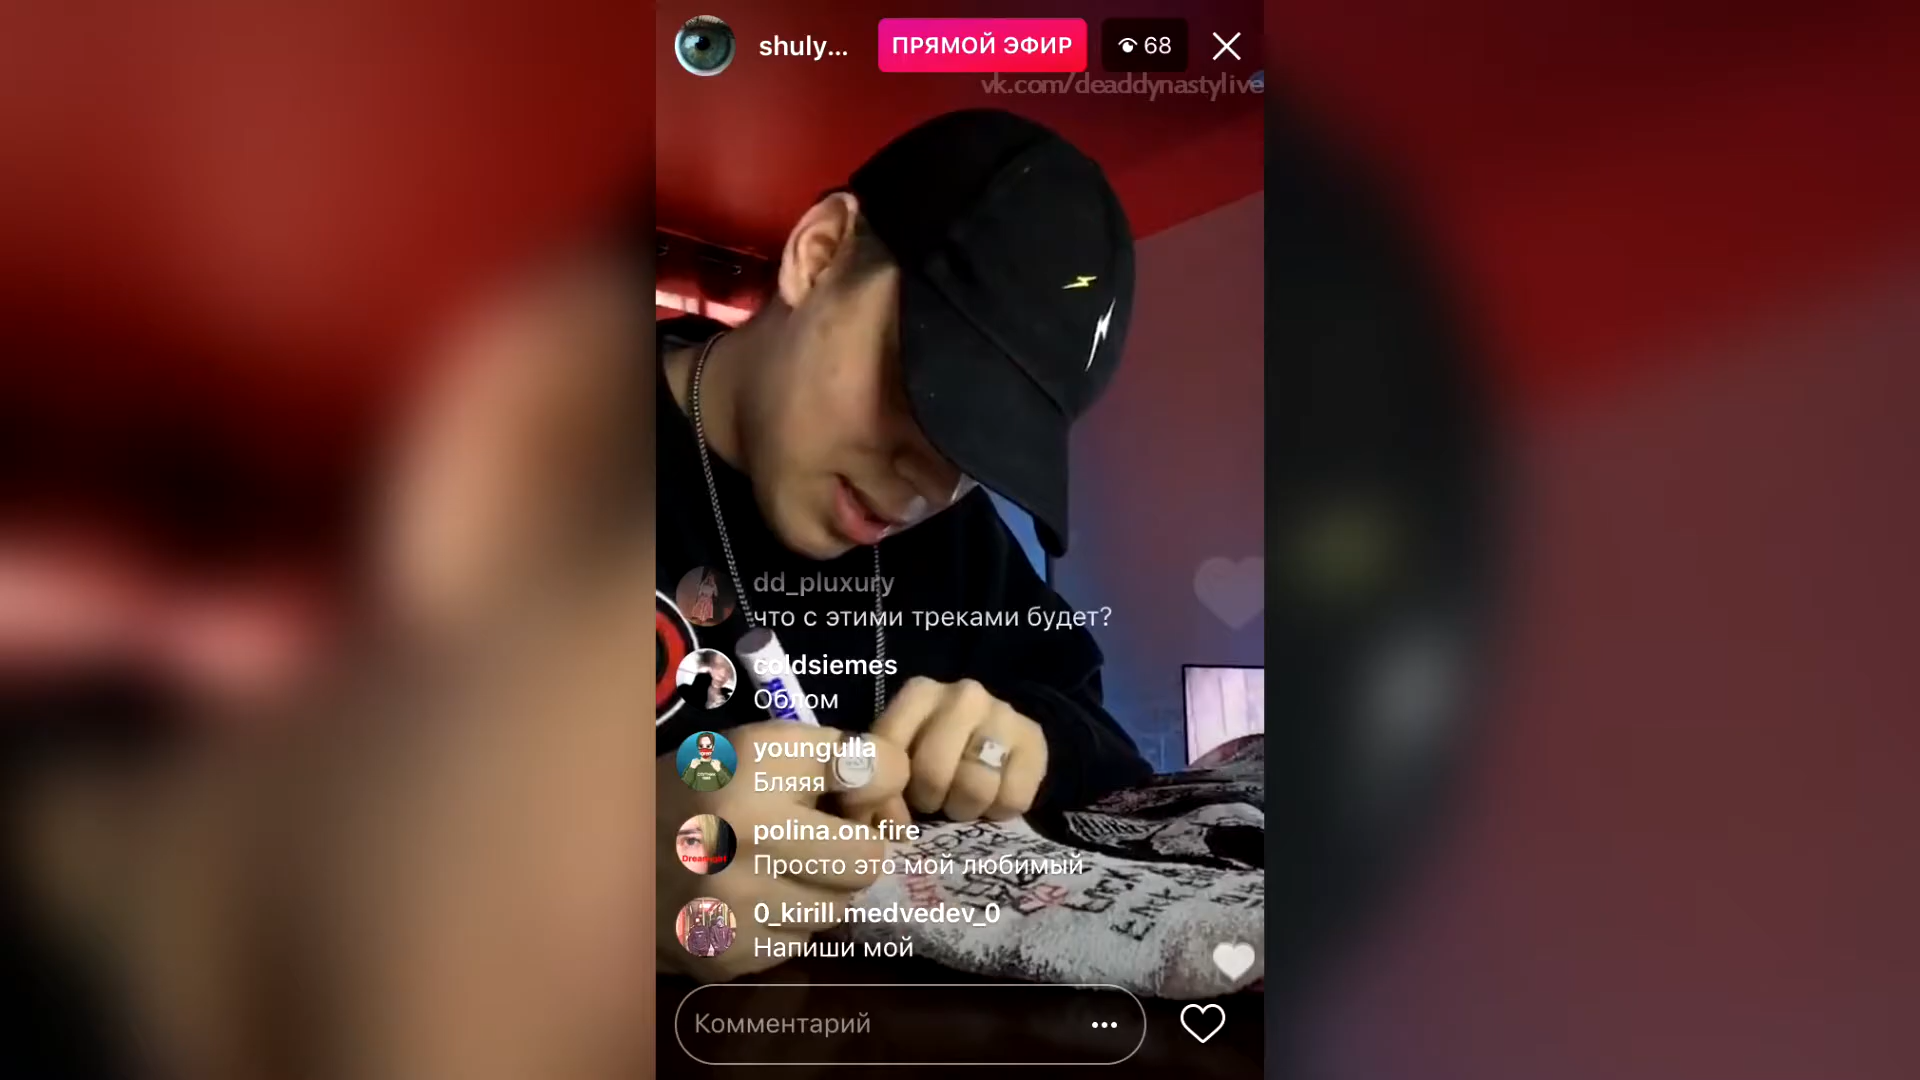 shuly...
ПРЯМОЙ ЭФИР
68
vk.com/deaddynastylive
dd_pluxury
что с этими треками будет?
coldsiemes
Облом
youngulla
Бляяя
polina.on.fire
Просто это мой любимый
0_kirill.medvedev_0
Напиши мой
Комментарий